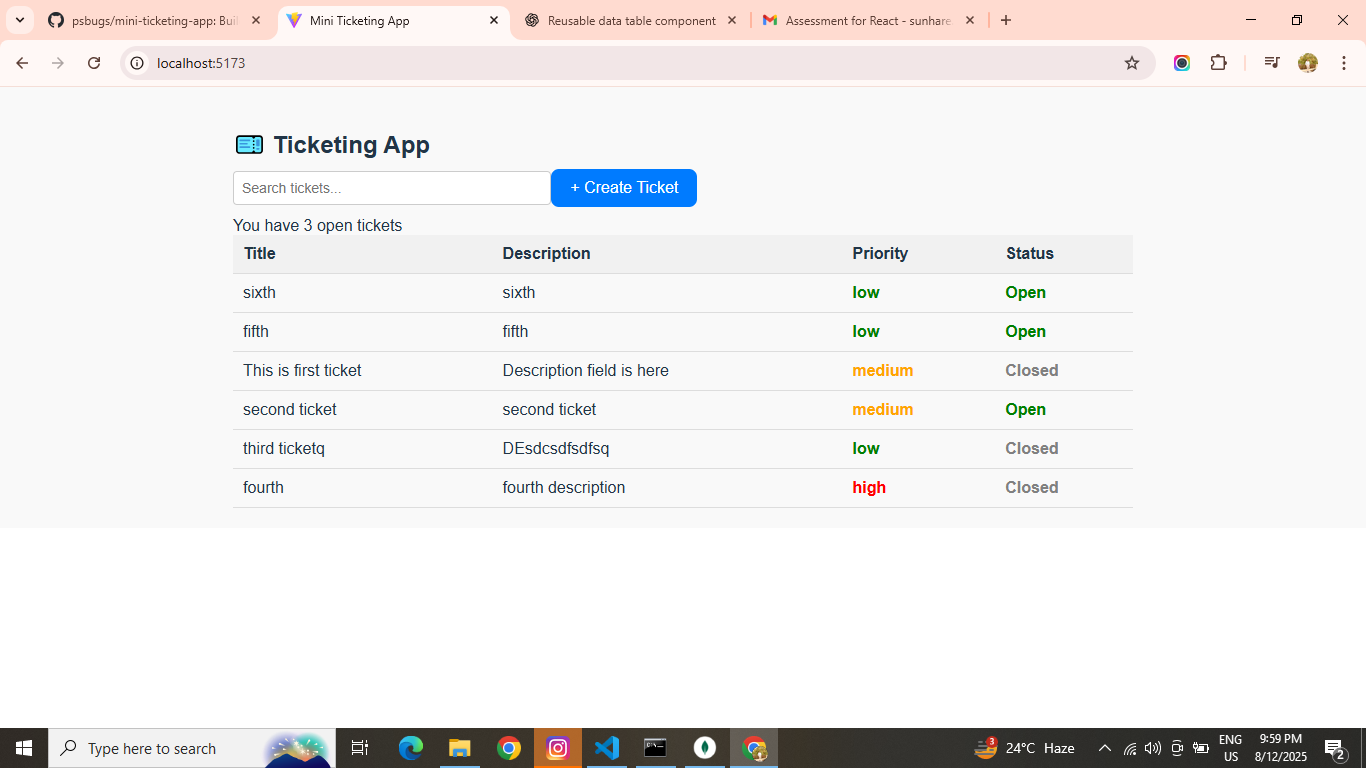 psbugs/mini-ticketing-app: Buil
Mini Ticketing App
Reusable data table component
Assessment for React - sunhare
localhost:5173
Ticketing App
Search tickets...
+ Create Ticket
You have 3 open tickets
Title Description Priority Status
sixth sixth low Open
fifth fifth low Open
This is first ticket Description field is here medium Closed
second ticket second ticket medium Open
third ticketq DEsdcsdfsdfsq low Closed
fourth fourth description high Closed
Type here to search
3
24°C Haze
ENG
US
9:59 PM
8/12/2025
2